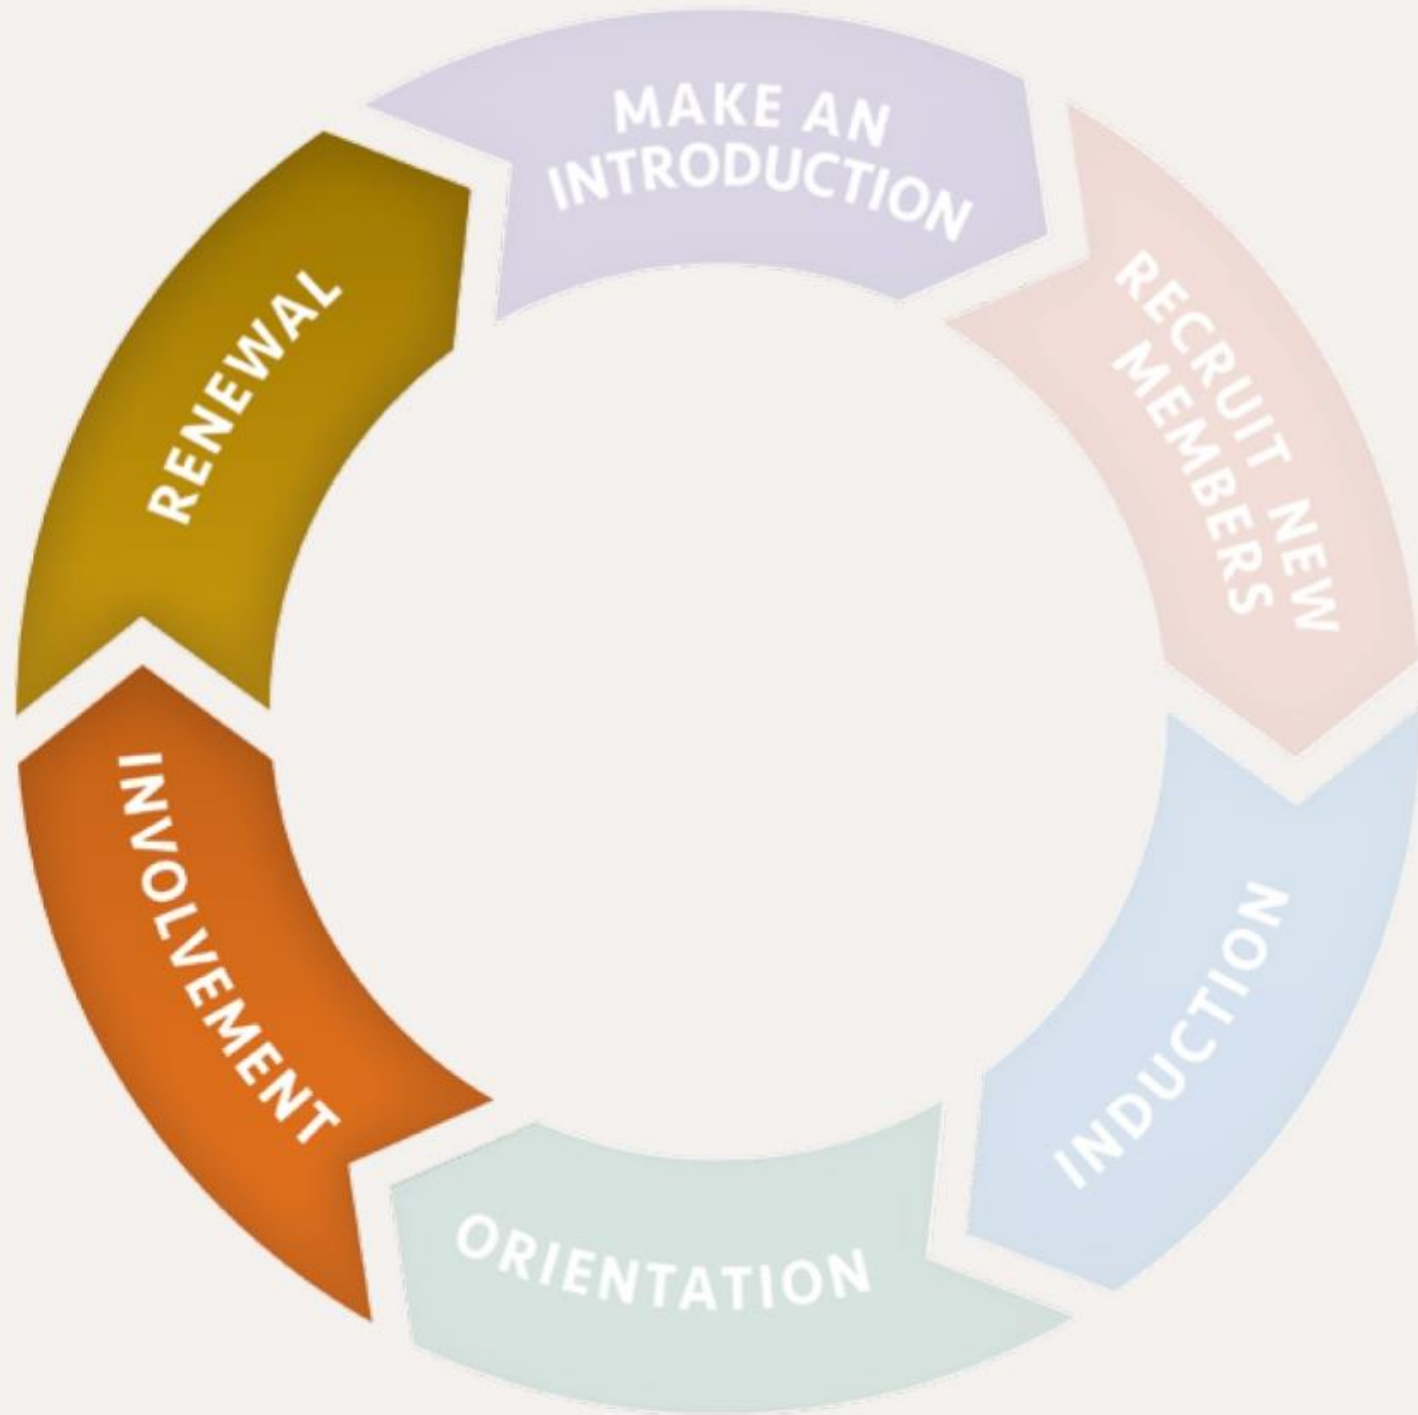 MAKE AN
INTRODUCTION
RECRUIT NEW
MEMBERS
INDUCTION
ORIENTATION
INVOLVEMENT
RENEWAL